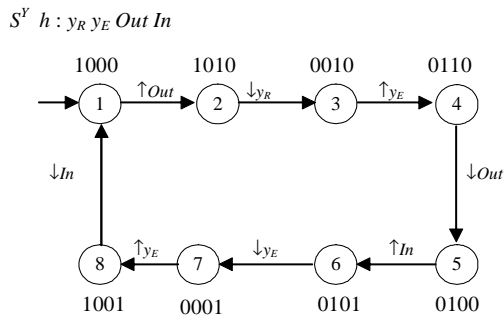 S^Y h : y_R y_E Out In
1000 1010 0010 0110
1 ↑Out 2 ↓y_R 3 ↑y_E 4
↓In ↓Out
8 ↑y_E 7 ↓y_E 6 ↑In 5
1001 0001 0101 0100